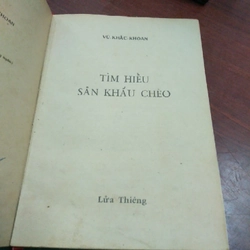 VŨ KHẮC KHOAN
TÌM HIỂU
SÂN KHẤU CHÈO
Lửa Thiêng